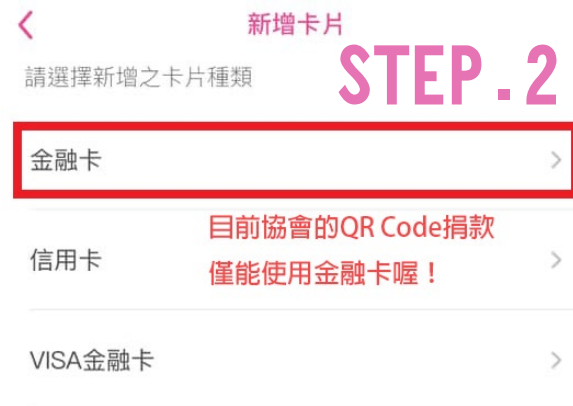 新增卡片
STEP.2
請選擇新增之卡片種類
金融卡
目前協會的QR Code捐款
僅能使用金融卡喔！
信用卡
VISA金融卡